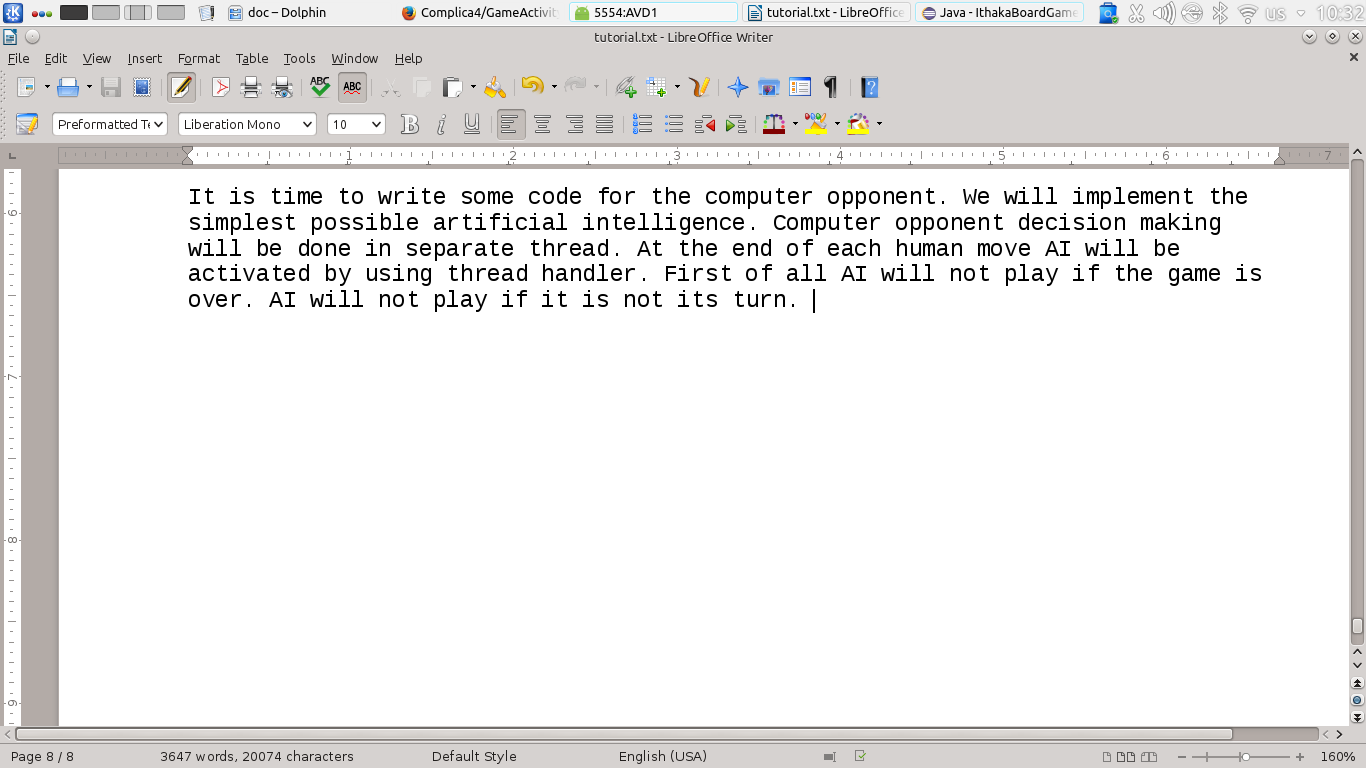 doc – Dolphin
Complica4/GameActivit
5554:AVD1
tutorial.txt - LibreOffice
Java - IthakaBoardGame
us
10:32
tutorial.txt - LibreOffice Writer
File Edit View Insert Format Table Tools Window Help
ABC ABC
Preformatted Te Liberation Mono 10 B i U
1 2 3 4 5 6 7
It is time to write some code for the computer opponent. We will implement the
simplest possible artificial intelligence. Computer opponent decision making
will be done in separate thread. At the end of each human move AI will be
activated by using thread handler. First of all AI will not play if the game is
over. AI will not play if it is not its turn.
6
7
8
9
Page 8 / 8 3647 words, 20074 characters Default Style English (USA) 160%